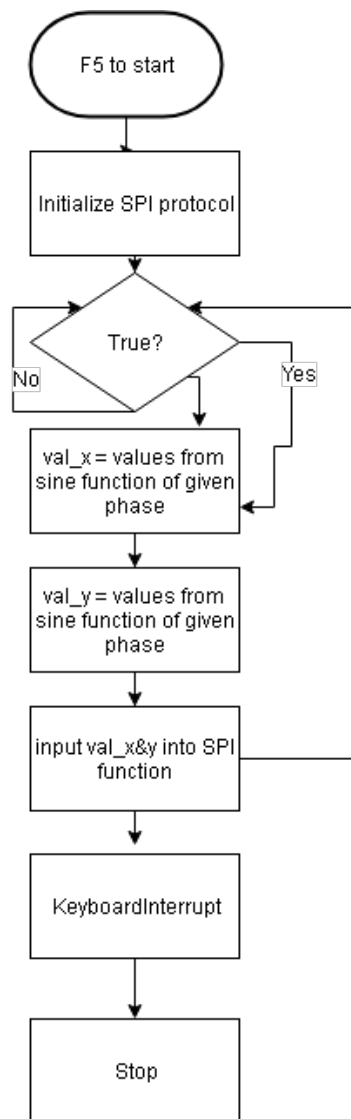 F5 to start
Initialize SPI protocol
True?
No
Yes
val_x = values from
sine function of given
phase
val_y = values from
sine function of given
phase
input val_x&y into SPI
function
KeyboardInterrupt
Stop